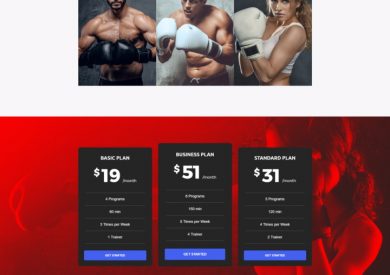 BASIC PLAN
$19 /month
4 Programs
60 min
3 Times per Week
1 Trainer
GET STARTED
BUSINESS PLAN
$51 /month
6 Programs
150 min
5 Times per Week
4 Trainer
GET STARTED
STANDARD PLAN
$31 /month
5 Programs
120 min
4 Times per Week
2 Trainer
GET STARTED